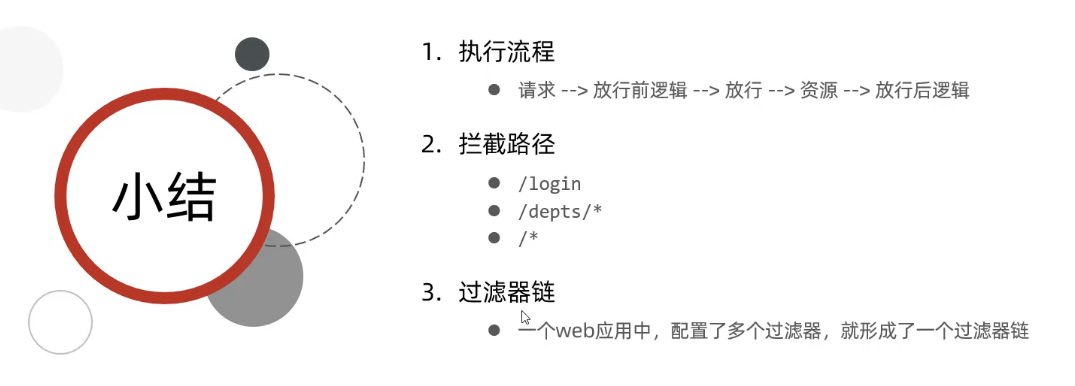 小结
1. 执行流程
● 请求 --> 放行前逻辑 --> 放行 --> 资源 --> 放行后逻辑
2. 拦截路径
● /login
● /depts/*
● /*
3. 过滤器链
● 一个web应用中，配置了多个过滤器，就形成了一个过滤器链